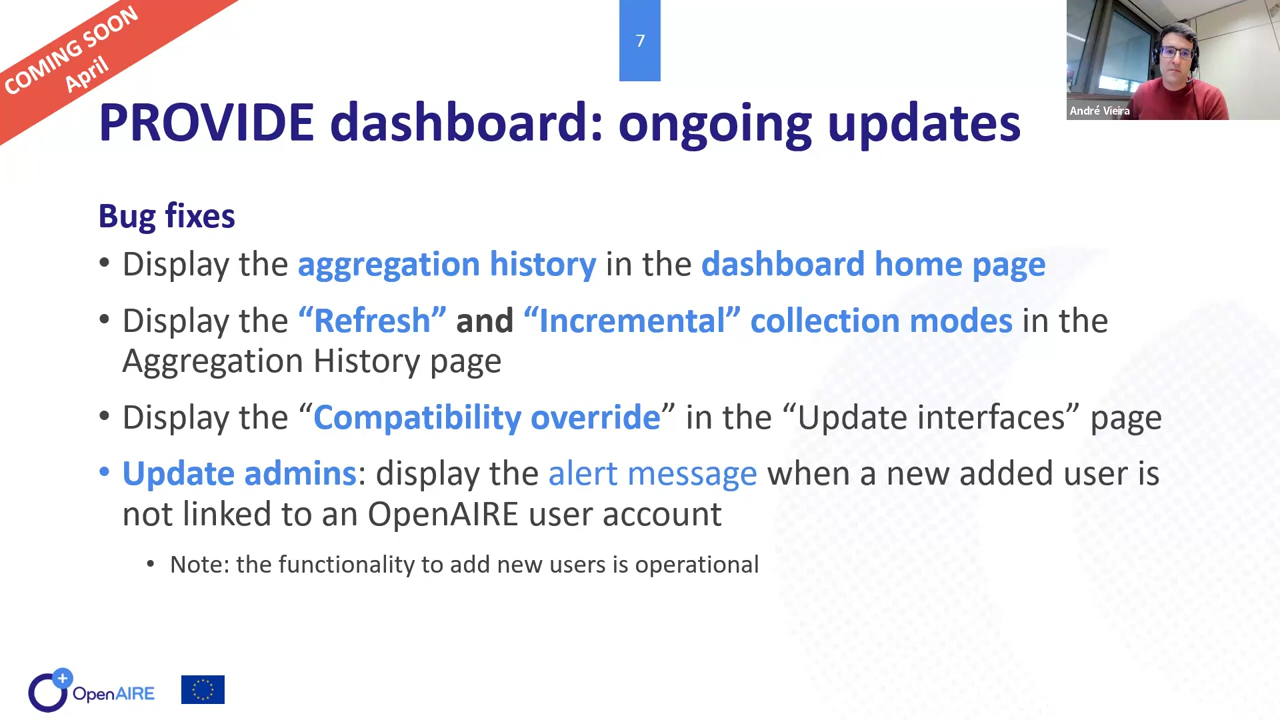 COMING SOON
April
7
André Vieira
PROVIDE dashboard: ongoing updates
Bug fixes
• Display the aggregation history in the dashboard home page
• Display the “Refresh” and “Incremental” collection modes in the
Aggregation History page
• Display the “Compatibility override” in the “Update interfaces” page
• Update admins: display the alert message when a new added user is
not linked to an OpenAIRE user account
• Note: the functionality to add new users is operational
OpenAIRE